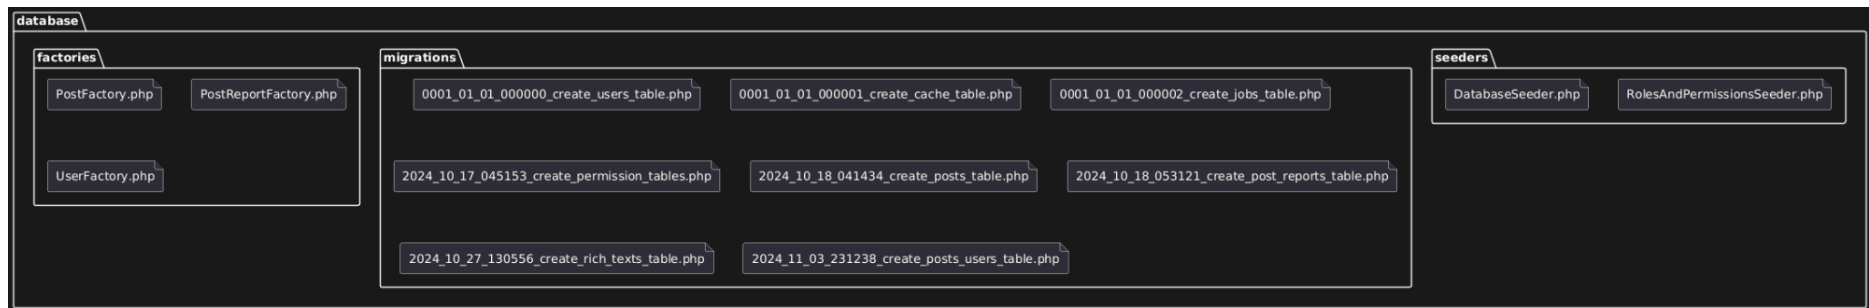 database
factories
PostFactory.php
PostReportFactory.php
UserFactory.php
migrations
0001_01_01_000000_create_users_table.php
0001_01_01_000001_create_cache_table.php
0001_01_01_000002_create_jobs_table.php
2024_10_17_045153_create_permission_tables.php
2024_10_18_041434_create_posts_table.php
2024_10_18_053121_create_post_reports_table.php
2024_10_27_130556_create_rich_texts_table.php
2024_11_03_231238_create_posts_users_table.php
seeders
DatabaseSeeder.php
RolesAndPermissionsSeeder.php